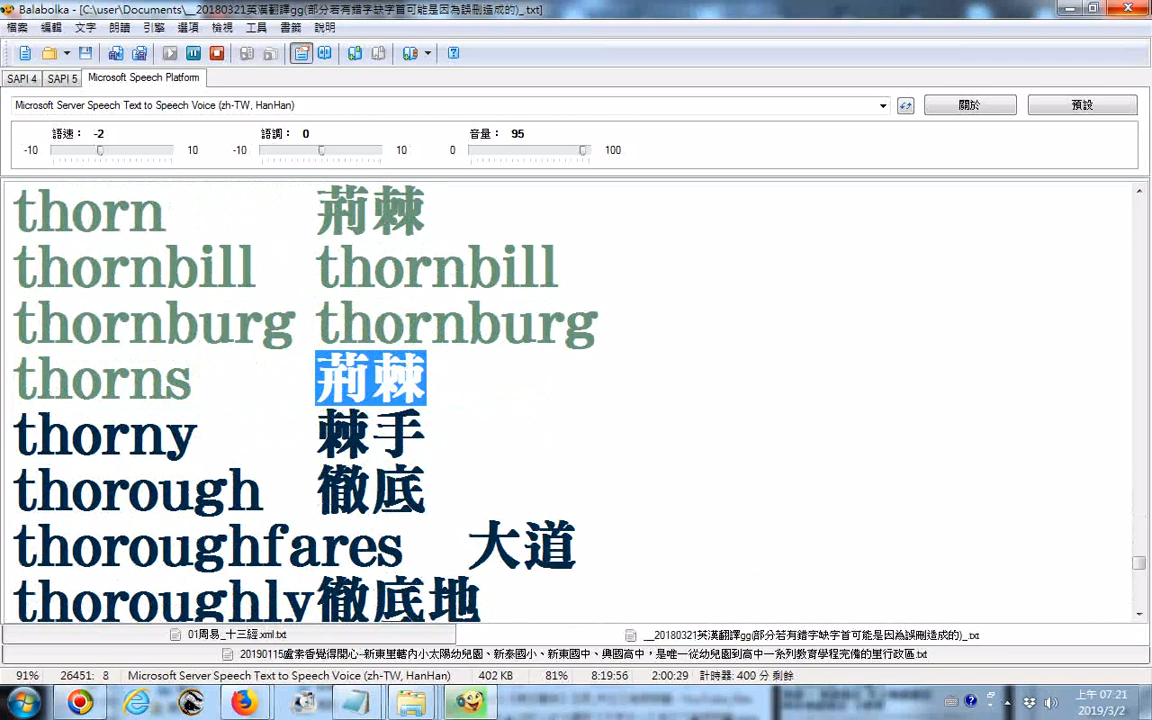 Balabolka - [C:\user\Documents\__20180321英漢翻譯gg(部分若有錯字缺字首可能是因為誤刪造成的)_.txt]
檔案 編輯 文字 朗讀 引擎 選項 檢視 工具 書籤 說明
SAPI 4 SAPI 5 Microsoft Speech Platform
Microsoft Server Speech Text to Speech Voice (zh-TW, HanHan) 關於 預設
語速： -2 語調： 0 音量： 95
-10 10 -10 10 0 100
thorn 荊棘
thornbill thornbill
thornburg thornburg
thorns 荊棘
thorny 棘手
thorough 徹底
thoroughfares 大道
thoroughly徹底地
01周易_十三經.xml.txt __20180321英漢翻譯gg(部分若有錯字缺字首可能是因為誤刪造成的)_.txt
20190115盧素香覺得開心-新東里轄內小太陽幼兒園、新泰國小、新東國中、興國高中，是唯一從幼兒園到高中一系列教育學程完備的里行政區.txt
91% 26451: 8 Microsoft Server Speech Text to Speech Voice (zh-TW, HanHan) 402 KB 81% 8:19:56 2:00:29 計時器: 400 分 剩餘
上午 07:21
2019/3/2